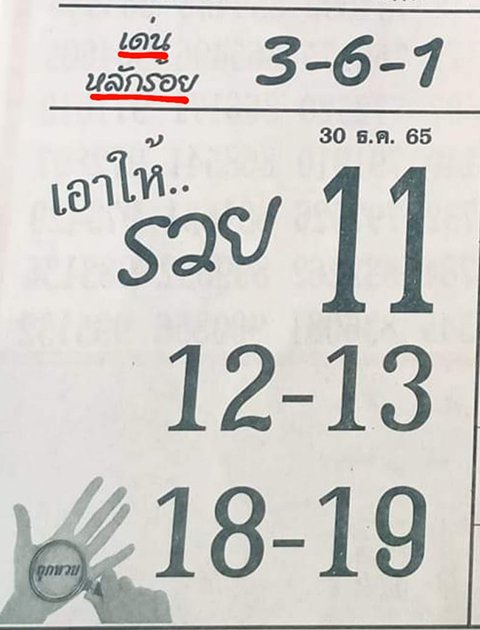 เด่น
หลักร้อย 3-6-1
30 ธ.ค. 65
เอาให้..
รวย 11
12-13
18-19
ถูกหวย